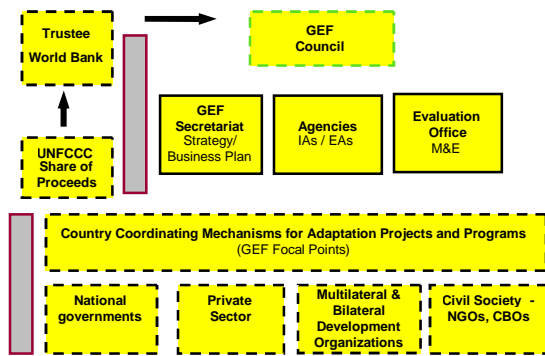 Trustee
World Bank
GEF
Council
GEF
Secretariat
Strategy/
Business Plan
Agencies
IAs / EAs
Evaluation
Office
M&E
UNFCCC
Share of
Proceeds
Country Coordinating Mechanisms for Adaptation Projects and Programs
(GEF Focal Points)
National
governments
Private
Sector
Multilateral &
Bilateral
Development
Organizations
Civil Society  -
NGOs, CBOs